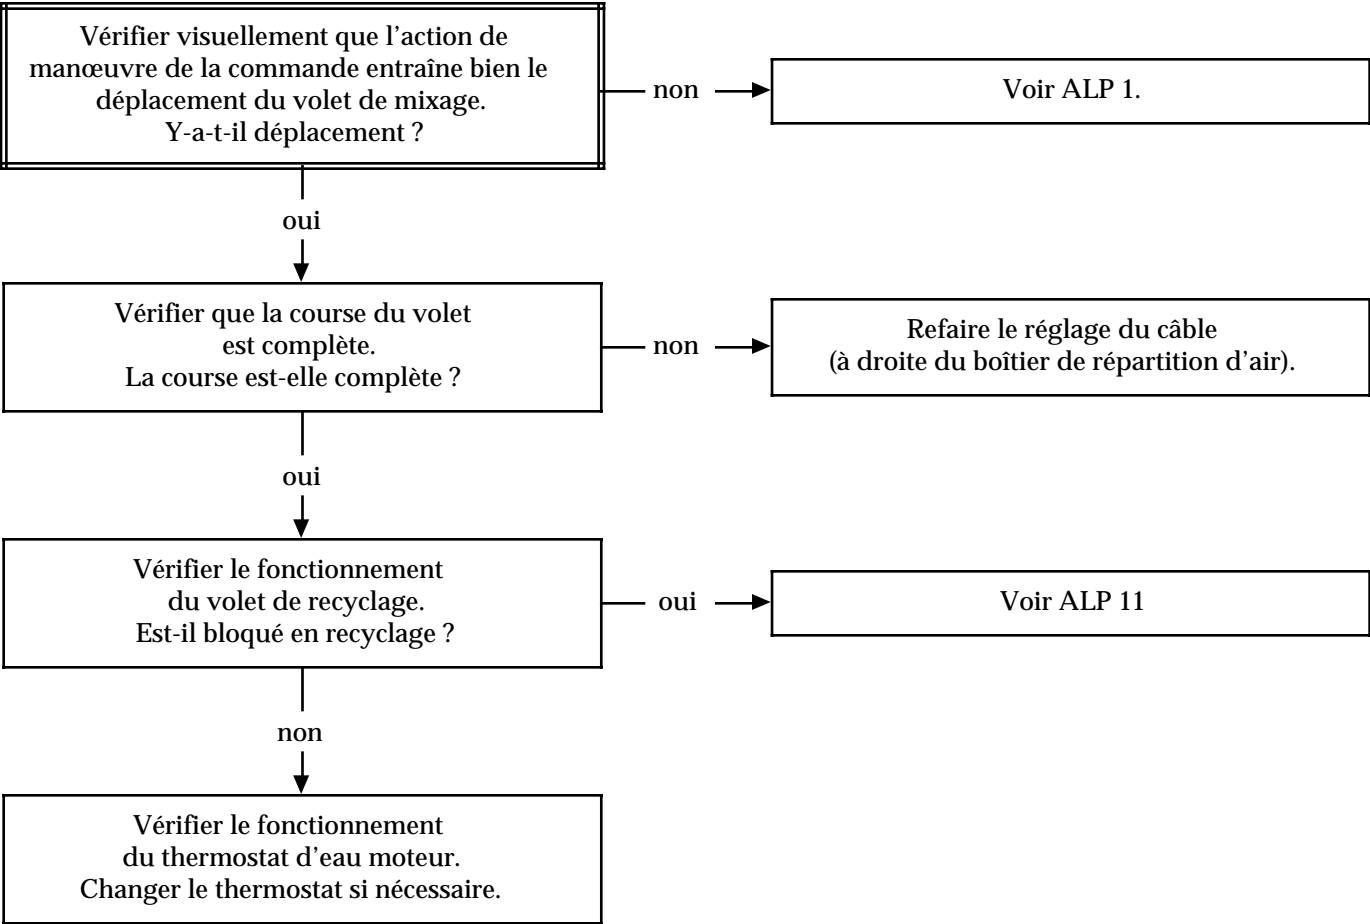 Vérifier visuellement que l'action de
manœuvre de la commande entraîne bien le
déplacement du volet de mixage.
Y-a-t-il déplacement ?
non
Voir ALP 1.
oui
Vérifier que la course du volet
est complète.
La course est-elle complète ?
non
Refaire le réglage du câble
(à droite du boîtier de répartition d'air).
oui
Vérifier le fonctionnement
du volet de recyclage.
Est-il bloqué en recyclage ?
oui
Voir ALP 11
non
Vérifier le fonctionnement
du thermostat d'eau moteur.
Changer le thermostat si nécessaire.